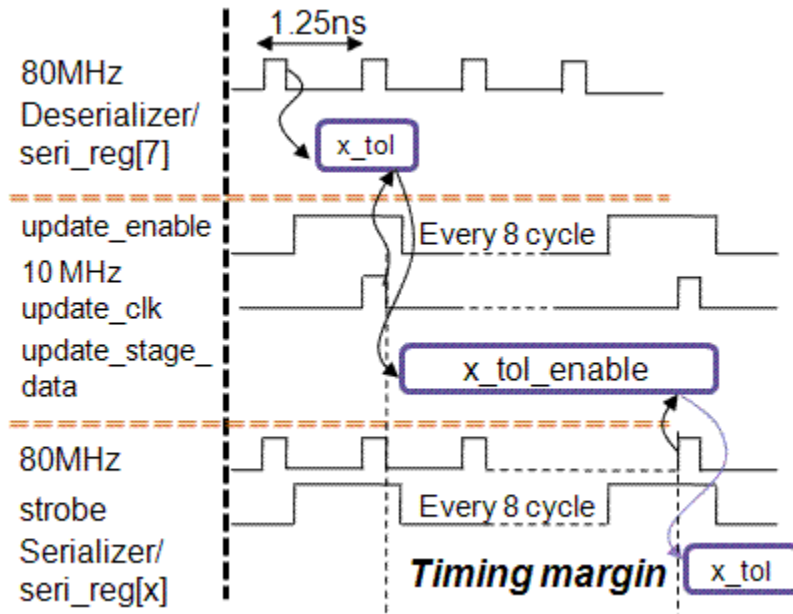 1.25ns
80MHz
Deserializer/
seri_reg[7]
x_tol
update_enable
Every 8 cycle
10 MHz
update_clk
update_stage_
data
x_tol_enable
80MHz
strobe
Every 8 cycle
Serializer/
seri_reg[x]
Timing margin
x_tol